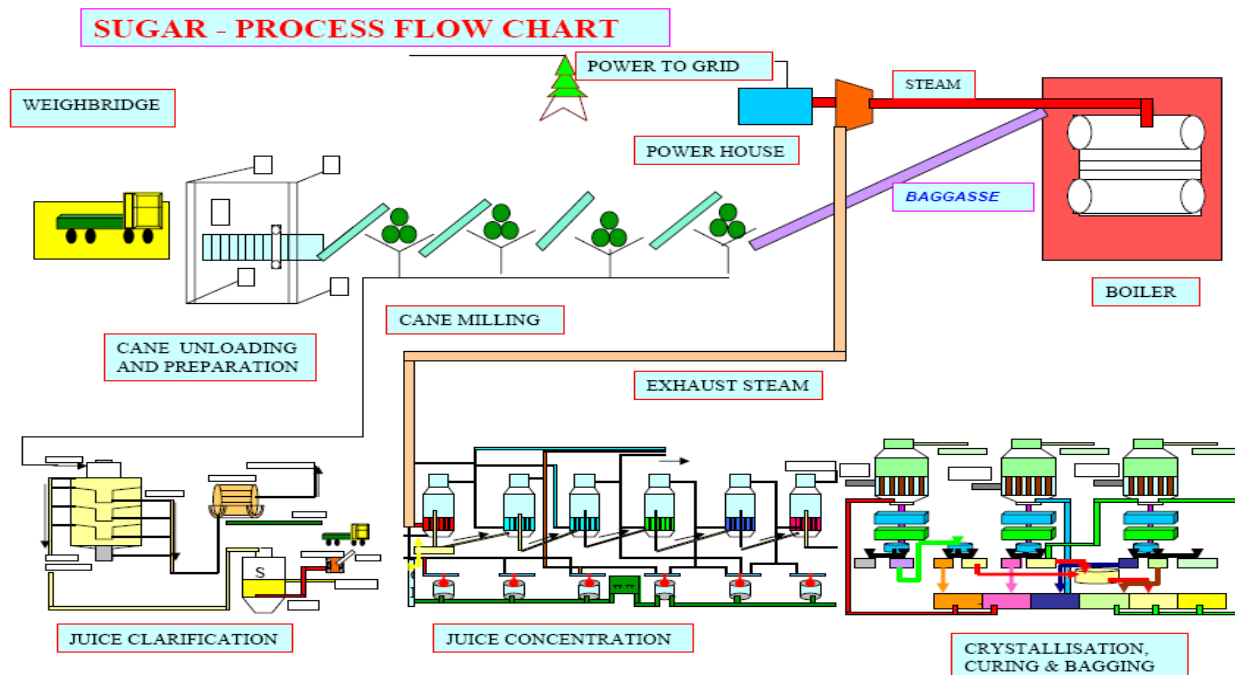 SUGAR - PROCESS FLOW CHART
POWER TO GRID
STEAM
WEIGHBRIDGE
POWER HOUSE
BAGGASSE
BOILER
CANE MILLING
CANE UNLOADING
AND PREPARATION
EXHAUST STEAM
S
JUICE CLARIFICATION
JUICE CONCENTRATION
CRYSTALLISATION,
CURING & BAGGING